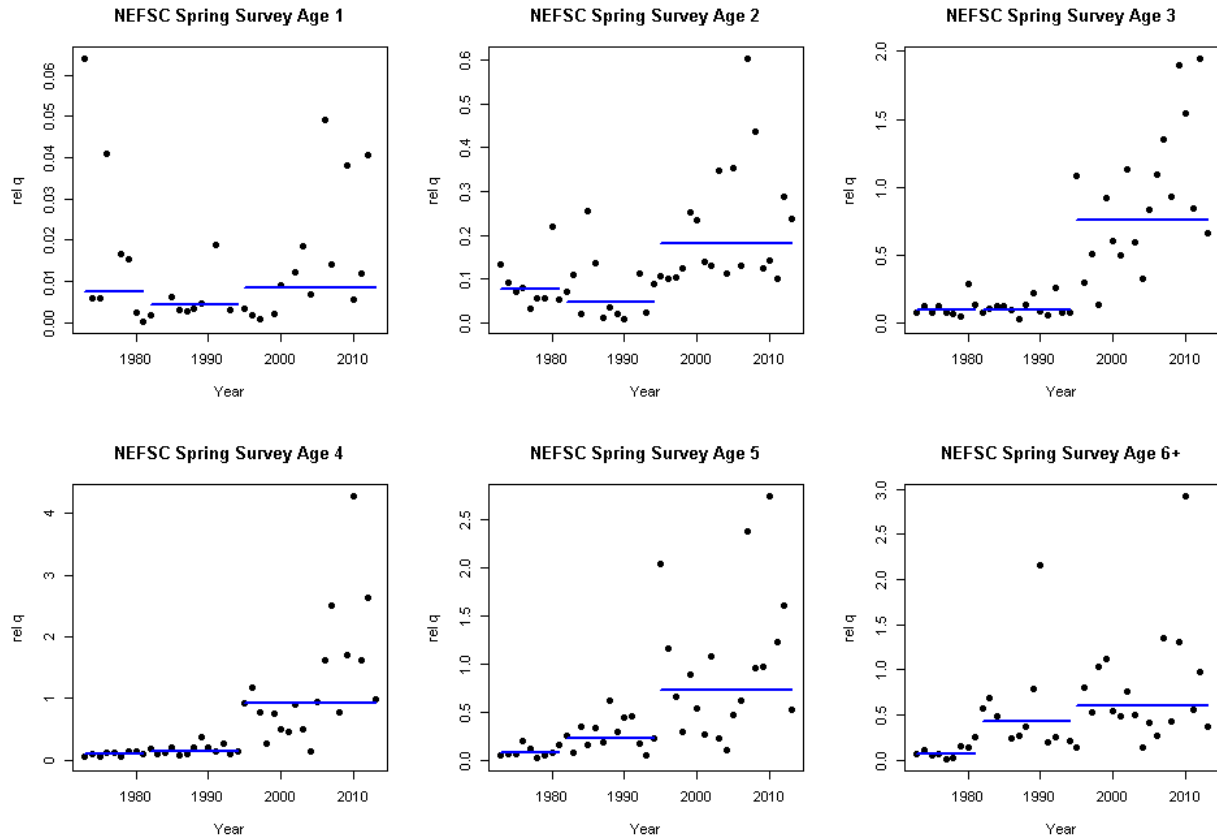 NEFSC Spring Survey Age 1
rel q
0.00 0.01 0.02 0.03 0.04 0.05 0.06
1980 1990 2000 2010
Year
NEFSC Spring Survey Age 2
rel q
0.0 0.1 0.2 0.3 0.4 0.5 0.6
1980 1990 2000 2010
Year
NEFSC Spring Survey Age 3
rel q
0.0 0.5 1.0 1.5 2.0
1980 1990 2000 2010
Year
NEFSC Spring Survey Age 4
rel q
0 1 2 3 4
1980 1990 2000 2010
Year
NEFSC Spring Survey Age 5
rel q
0.0 0.5 1.0 1.5 2.0 2.5
1980 1990 2000 2010
Year
NEFSC Spring Survey Age 6+
rel q
0.0 0.5 1.0 1.5 2.0 2.5 3.0
1980 1990 2000 2010
Year